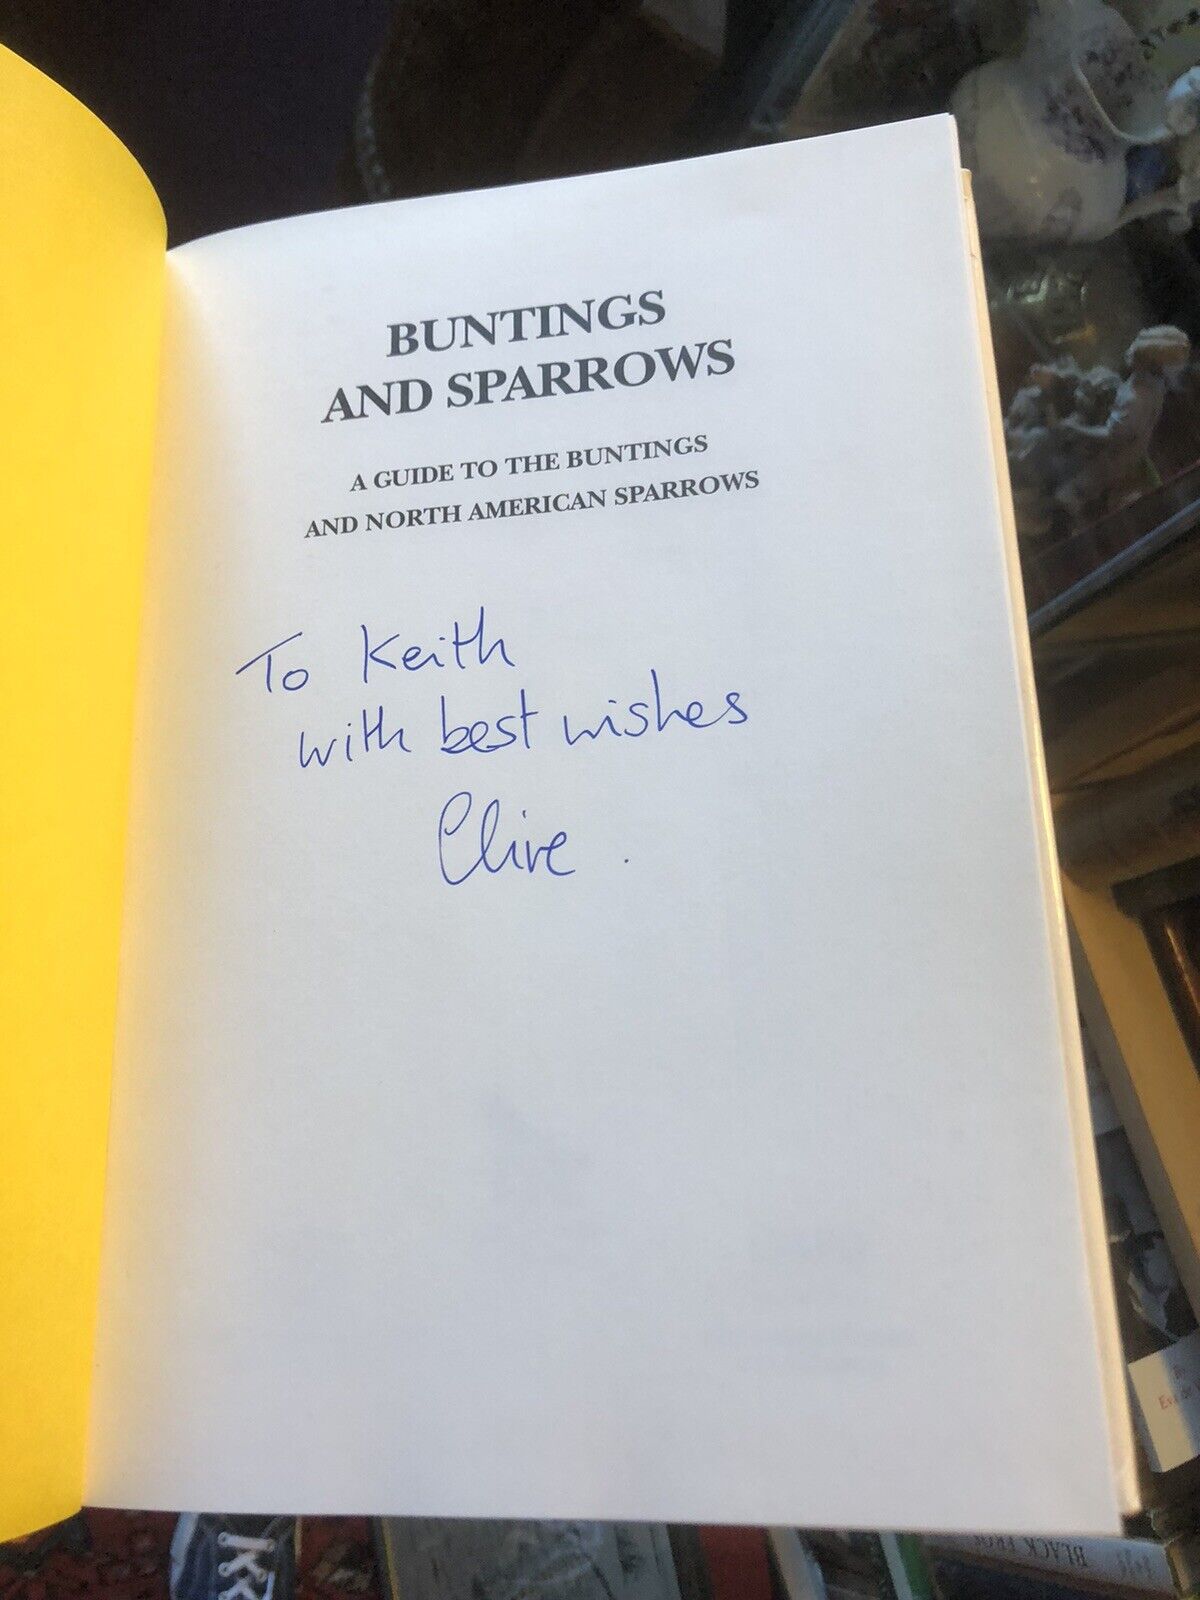 BUNTINGS
AND SPARROWS
A GUIDE TO THE BUNTINGS
AND NORTH AMERICAN SPARROWS
To Keith
with best wishes
Clive.